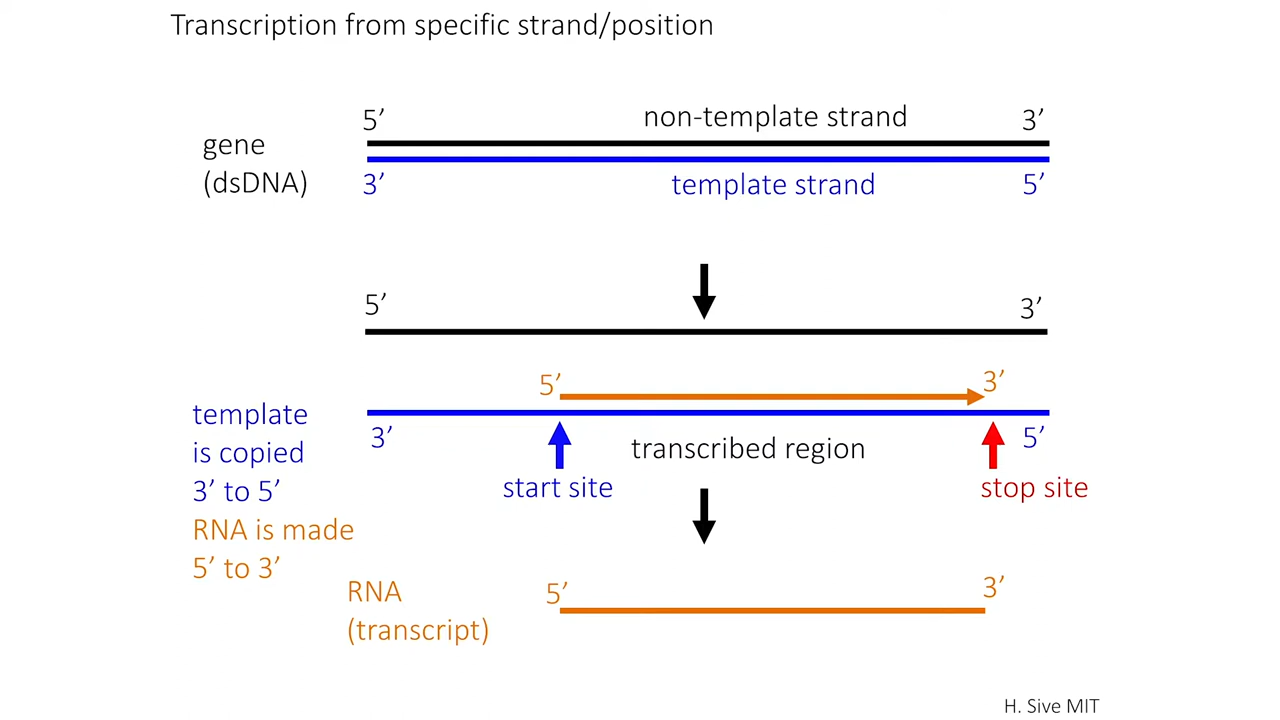 Transcription from specific strand/position
5’ non-template strand 3’
gene
(dsDNA)
3’ template strand 5’
5’ 3’
5’ 3’
template
is copied
3’ to 5’
RNA is made
5’ to 3’
3’ transcribed region 5’
start site stop site
RNA
(transcript)
5’ 3’
H. Sive MIT